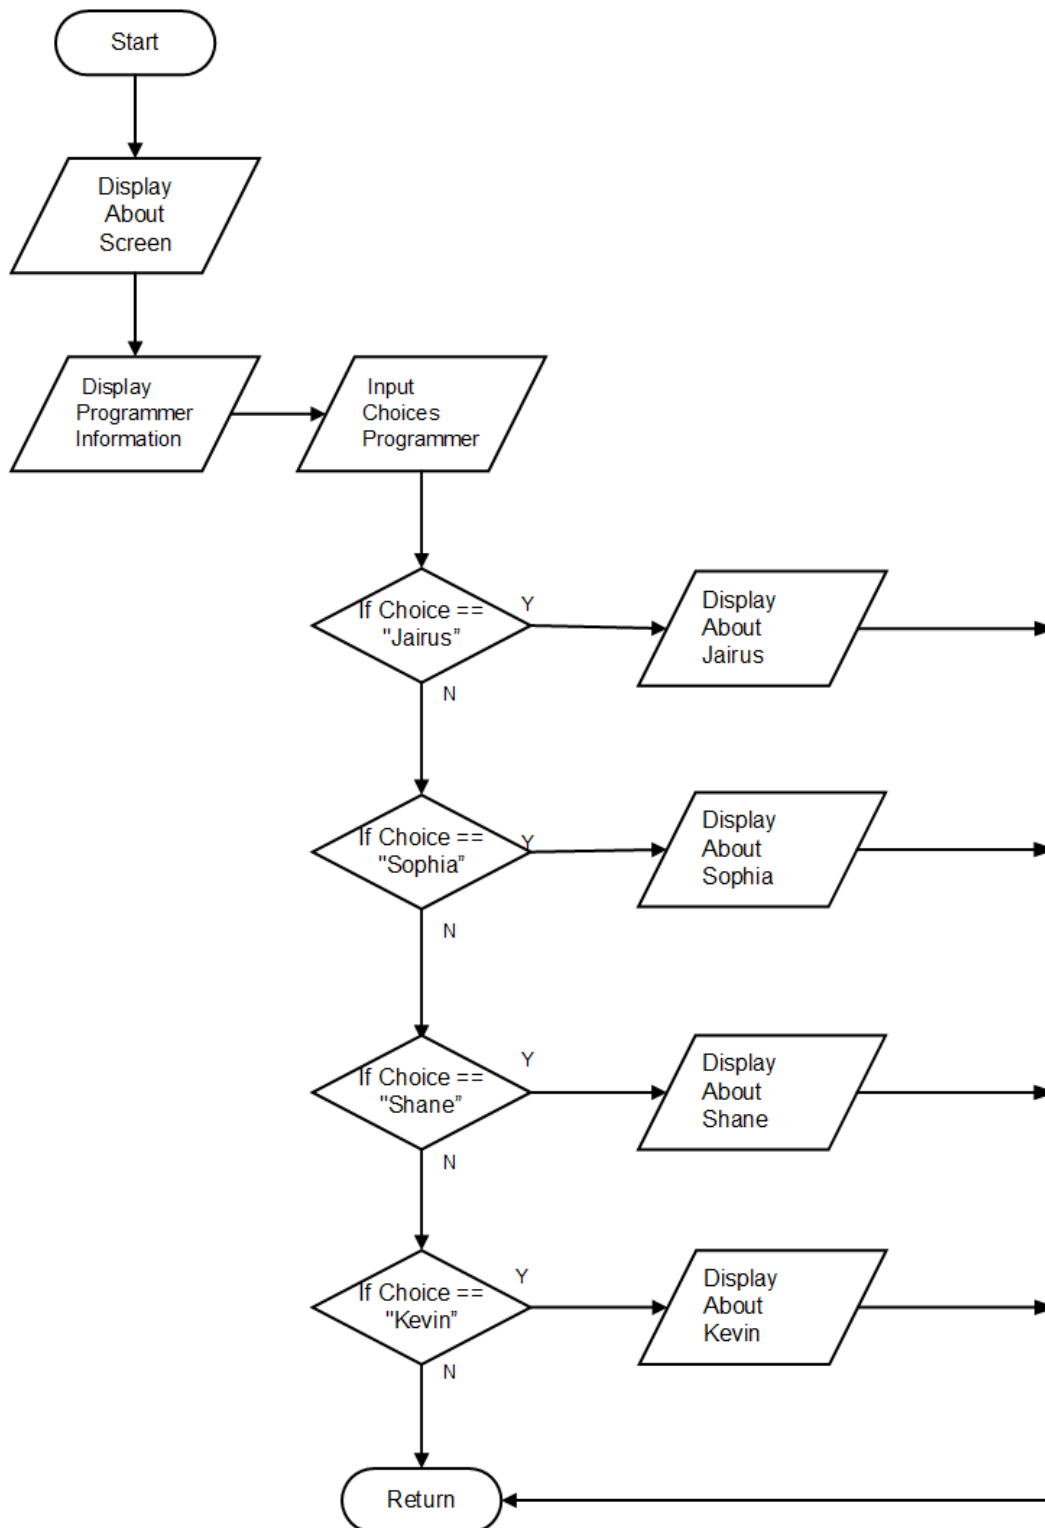 Start
Display
About
Screen
Display
Programmer
Information
Input
Choices
Programmer
If Choice ==
"Jairus”
Y
N
Display
About
Jairus
If Choice ==
"Sophia”
Y
N
Display
About
Sophia
If Choice ==
"Shane”
Y
N
Display
About
Shane
If Choice ==
"Kevin”
Y
N
Display
About
Kevin
Return